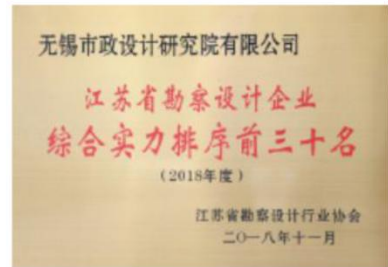 无锡市政设计研究院有限公司
江苏省勘察设计企业
综合实力排序前三十名
(2018年度)
江苏省勘察设计行业协会
二〇一八年十一月